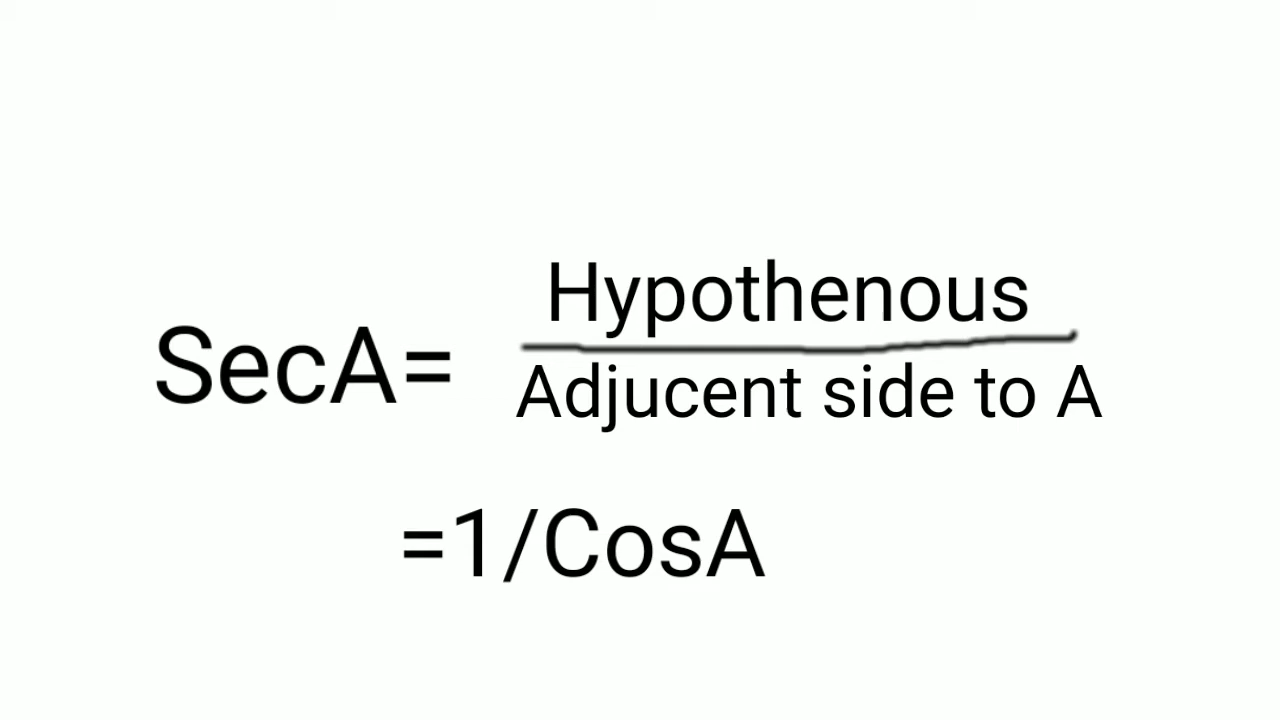 Hypothenous
SecA=
Adjucent side to A
=1/CosA